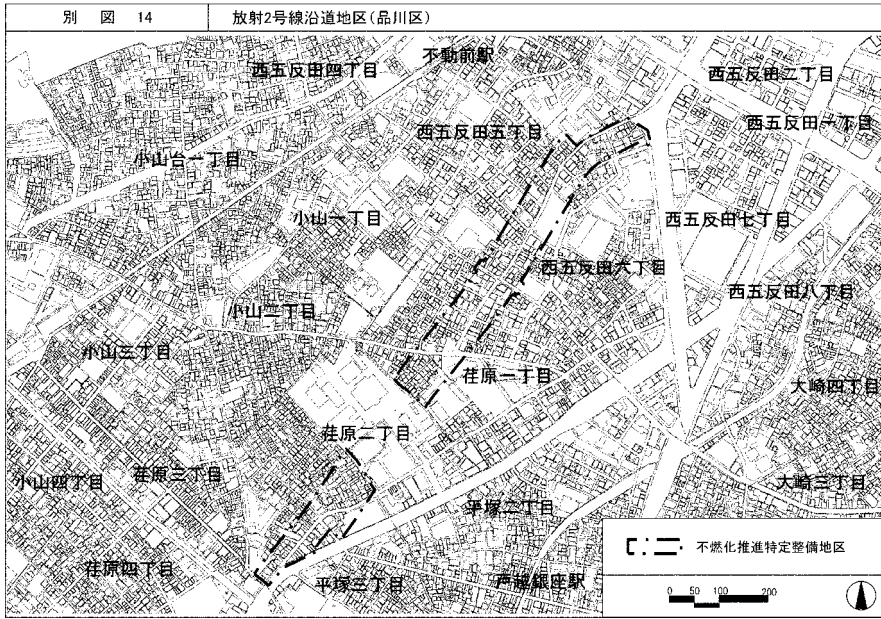 別 図 14
放射2号線沿道地区(品川区)
西五反田四丁目
不動前駅
西五反田二丁目
西五反田五丁目
西五反田一丁目
小山台一丁目
小山一丁目
西五反田七丁目
西五反田六丁目
西五反田八丁目
小山二丁目
小山三丁目
荏原一丁目
大崎四丁目
荏原二丁目
小山四丁目
荏原三丁目
大崎三丁目
平塚二丁目
荏原四丁目
平塚三丁目
戸越銀座駅
不燃化推進特定整備地区
0 50 100 200